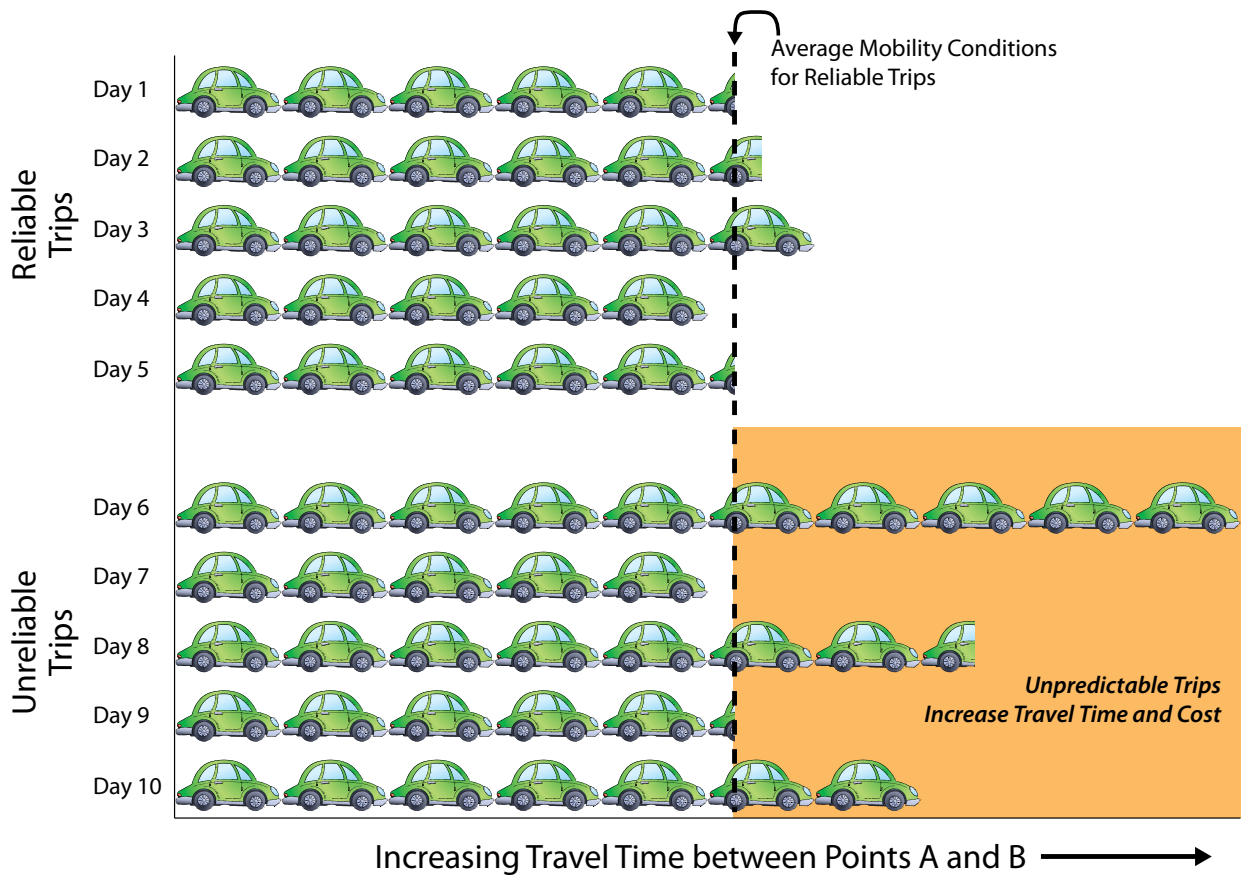 Average Mobility Conditions
for Reliable Trips
Reliable
Trips
Day 1
Day 2
Day 3
Day 4
Day 5
Unreliable
Trips
Day 6
Day 7
Day 8
Day 9
Day 10
Unpredictable Trips
Increase Travel Time and Cost
Increasing Travel Time between Points A and B